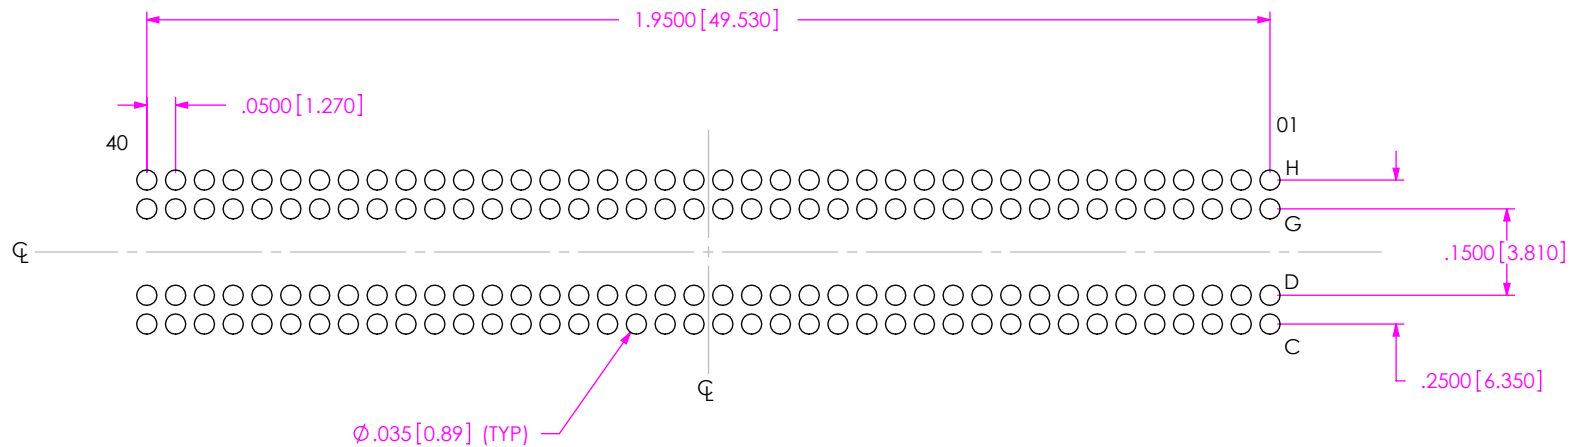 1.9500[49.530]
.0500[1.270]
40
01
H
G
℄
.1500[3.810]
D
C
℄
.2500[6.350]
Ø.035[0.89] (TYP)